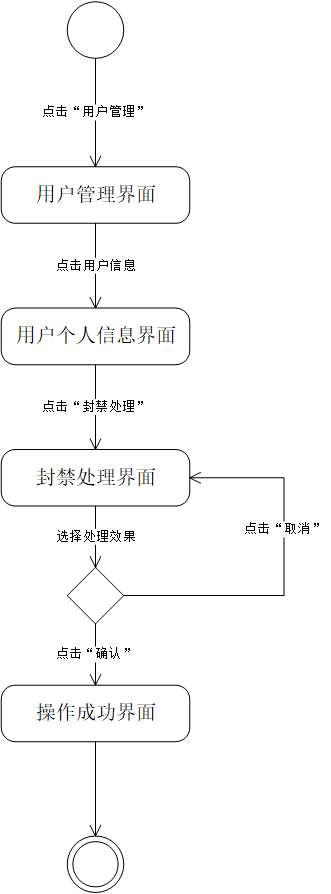 点击“用户管理”
用户管理界面
点击用户信息
用户个人信息界面
点击“封禁处理”
封禁处理界面
点击“取消”
选择处理效果
点击“确认”
操作成功界面